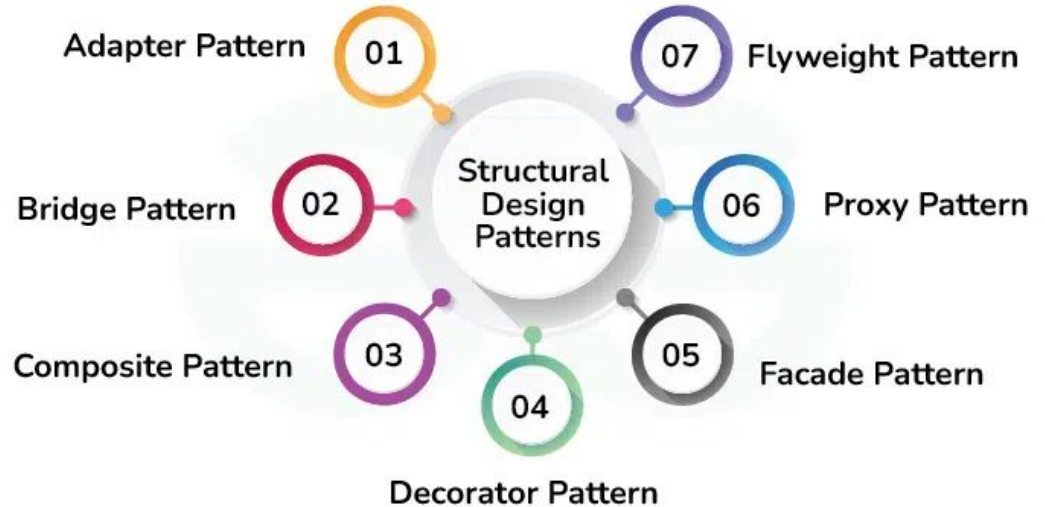 Structural
Design
Patterns
01
Adapter Pattern
02
Bridge Pattern
03
Composite Pattern
04
Decorator Pattern
05
Facade Pattern
06
Proxy Pattern
07
Flyweight Pattern